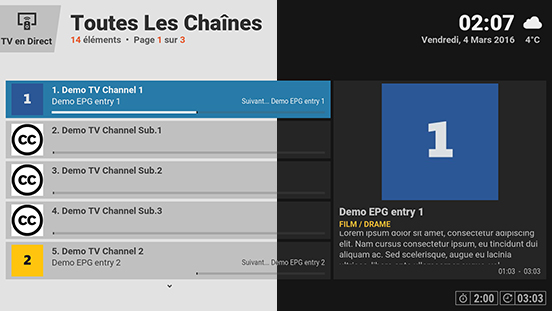 TV en Direct
Toutes Les Chaînes
14 éléments • Page 1 sur 3
02:07
Vendredi, 4 Mars 2016
4°C
1
1. Demo TV Channel 1
Demo EPG entry 1
Suivant... Demo EPG entry 1
CC
2. Demo TV Channel Sub.1
CC
3. Demo TV Channel Sub.2
CC
4. Demo TV Channel Sub.3
2
5. Demo TV Channel 2
Demo EPG entry 2
Suivant... Demo EPG entry 2
1
Demo EPG entry 1
FILM / DRAME
Lorem ipsum dolor sit amet, consectetur adipiscing
elit. Nam cursus consectetur ipsum, eu tincidunt dui
aliquam ac. Sed scelerisque, augue eu lacinia
01:03 - 03:03
2:00
03:03